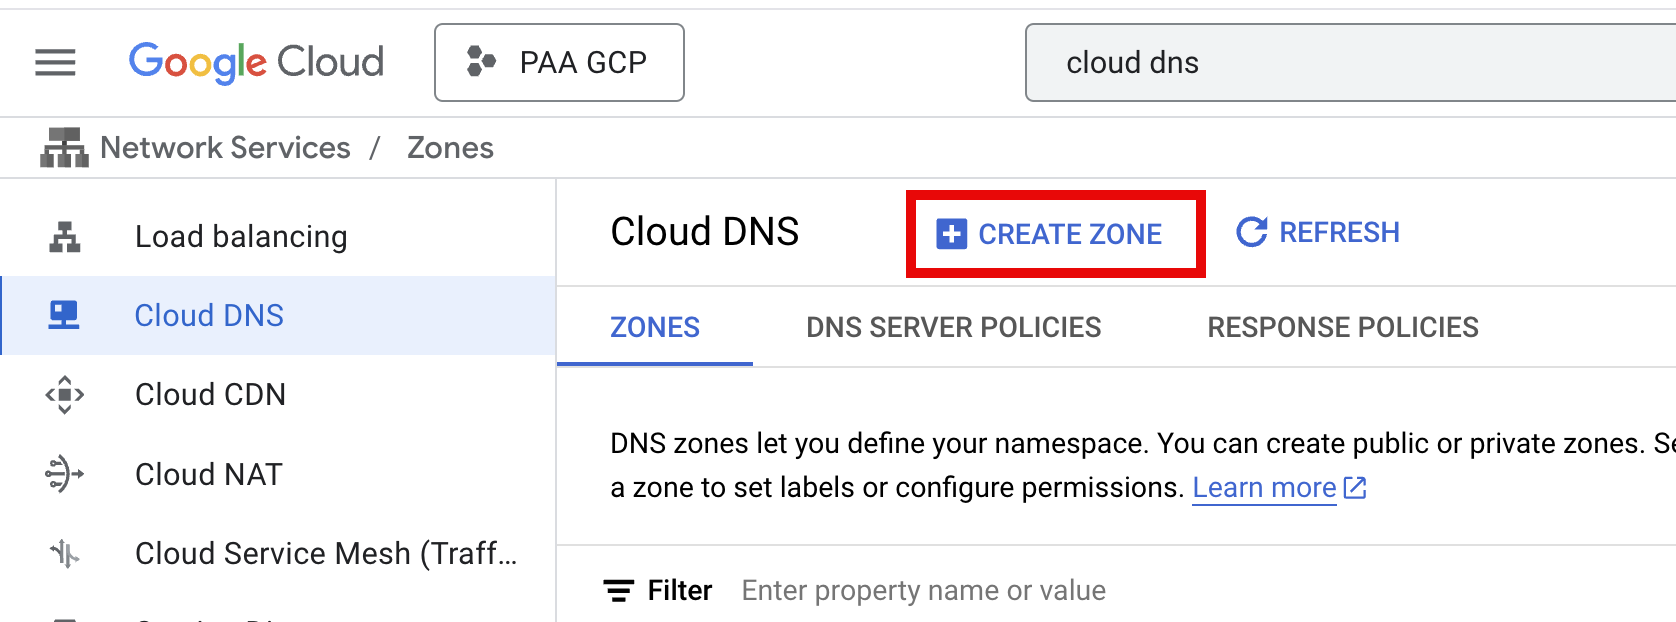 Google Cloud
PAA GCP
cloud dns
Network Services / Zones
Load balancing
Cloud DNS
Cloud CDN
Cloud NAT
Cloud Service Mesh (Traff...
Cloud DNS
CREATE ZONE
REFRESH
ZONES
DNS SERVER POLICIES
RESPONSE POLICIES
DNS zones let you define your namespace. You can create public or private zones.
a zone to set labels or configure permissions. Learn more
Filter Enter property name or value